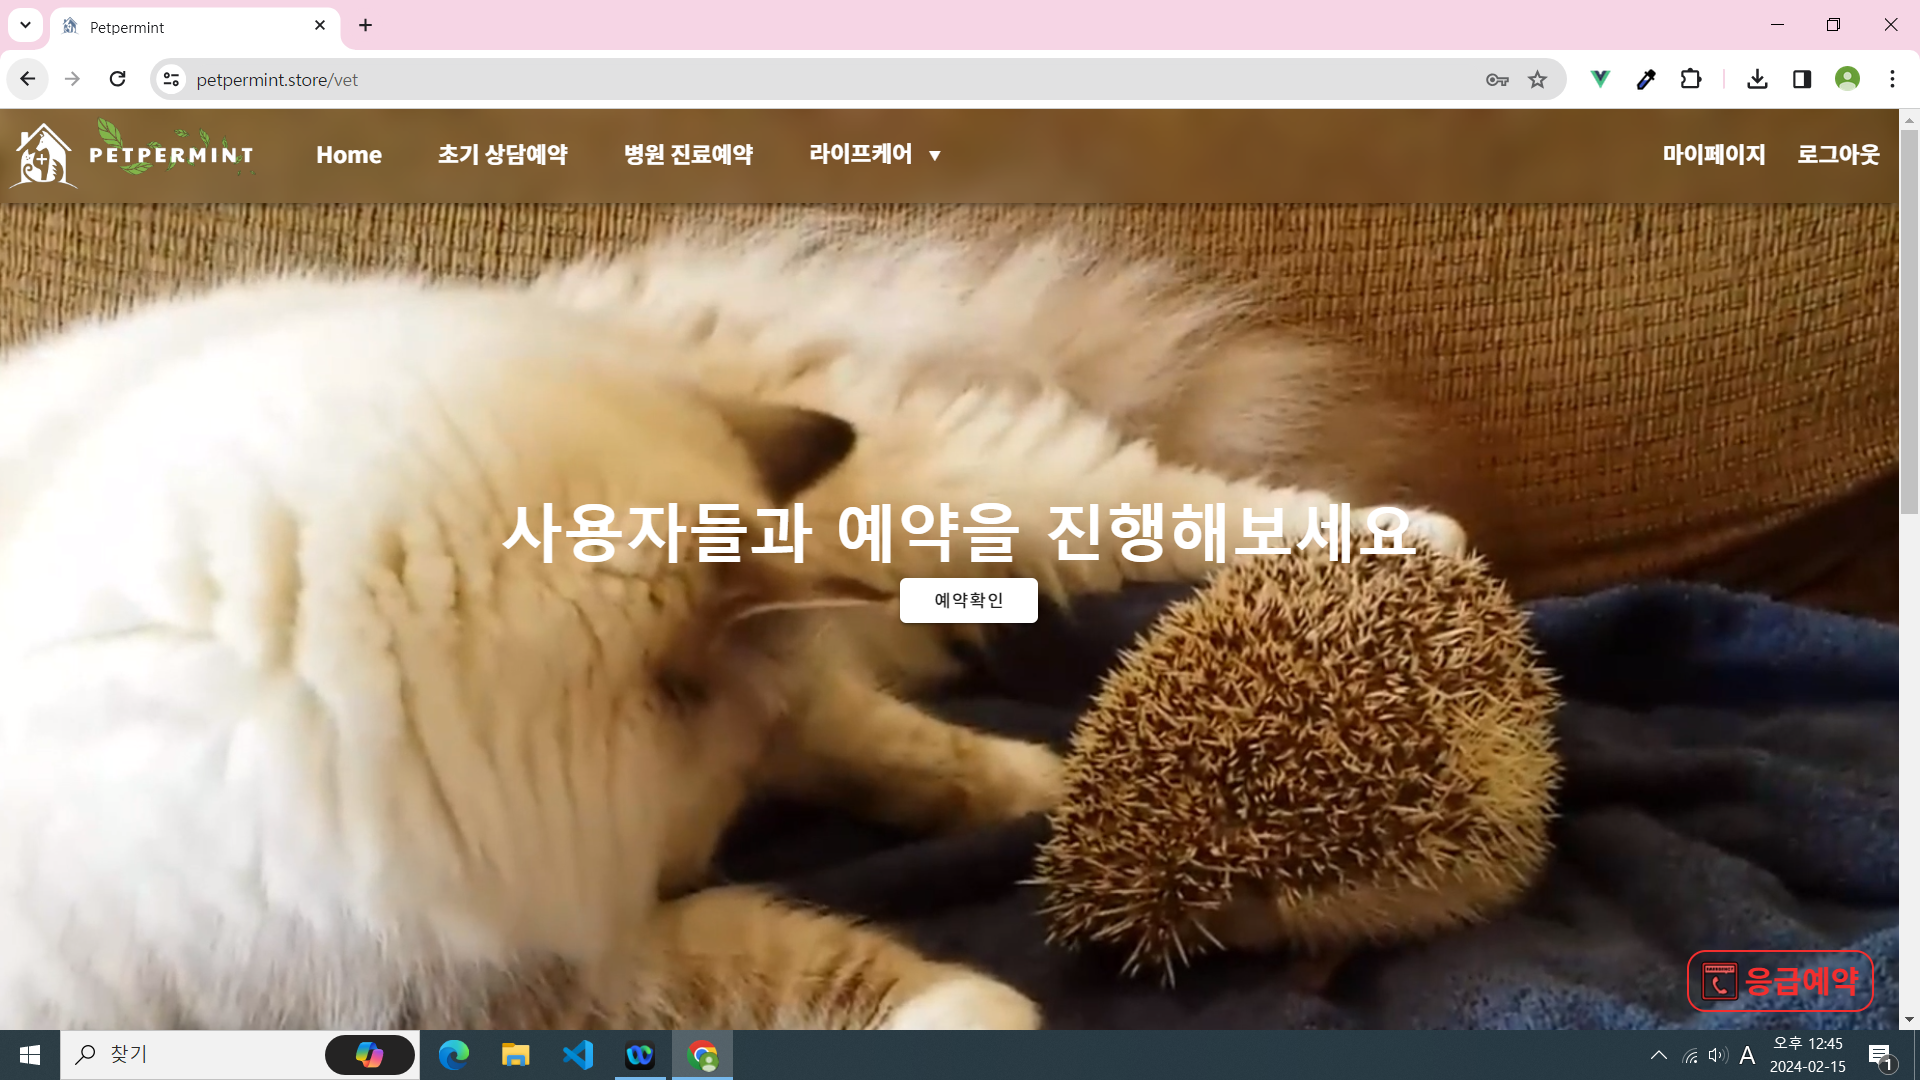 Petpermint
petpermint.store/vet
PETPERMINT
Home
초기 상담예약
병원 진료예약
라이프케어 ▼
마이페이지
로그아웃
사용자들과 예약을 진행해보세요
예약확인
응급예약
찾기
A
오후 12:45
2024-02-15
1